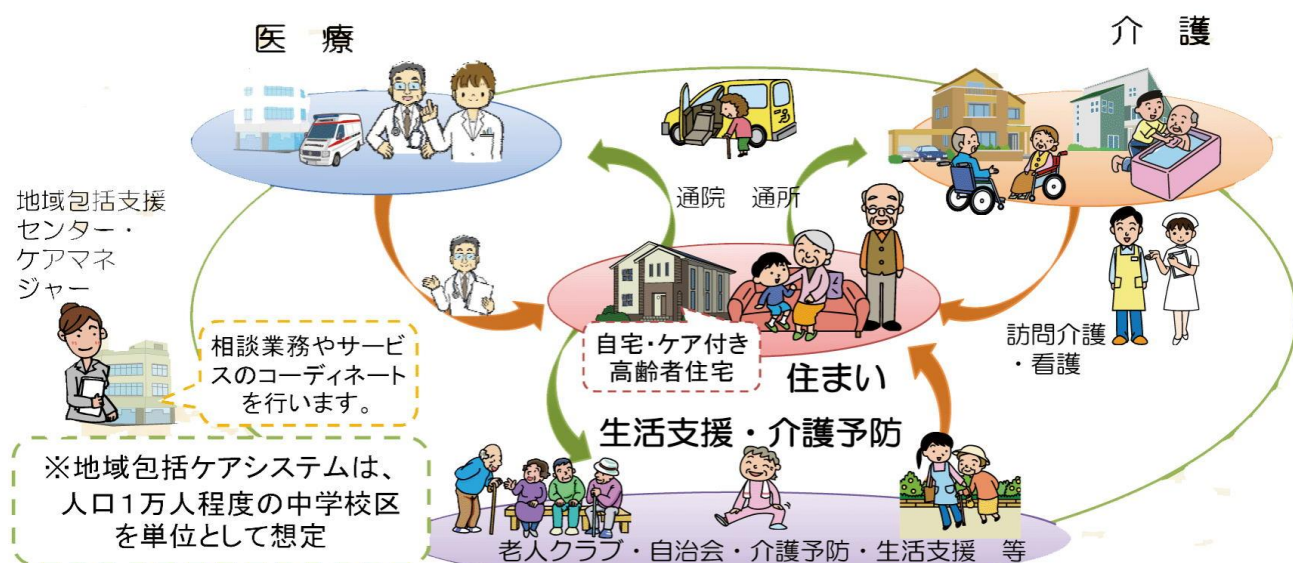 医 療
介 護
通院 通所
地域包括支援
センター・
ケアマネ
ジャー
相談業務やサービ
スのコーディネート
を行います。
自宅・ケア付き
高齢者住宅
住まい
訪問介護
・看護
生活支援・介護予防
※地域包括ケアシステムは、
人口1万人程度の中学校区
を単位として想定
老人クラブ・自治会・介護予防・生活支援 等